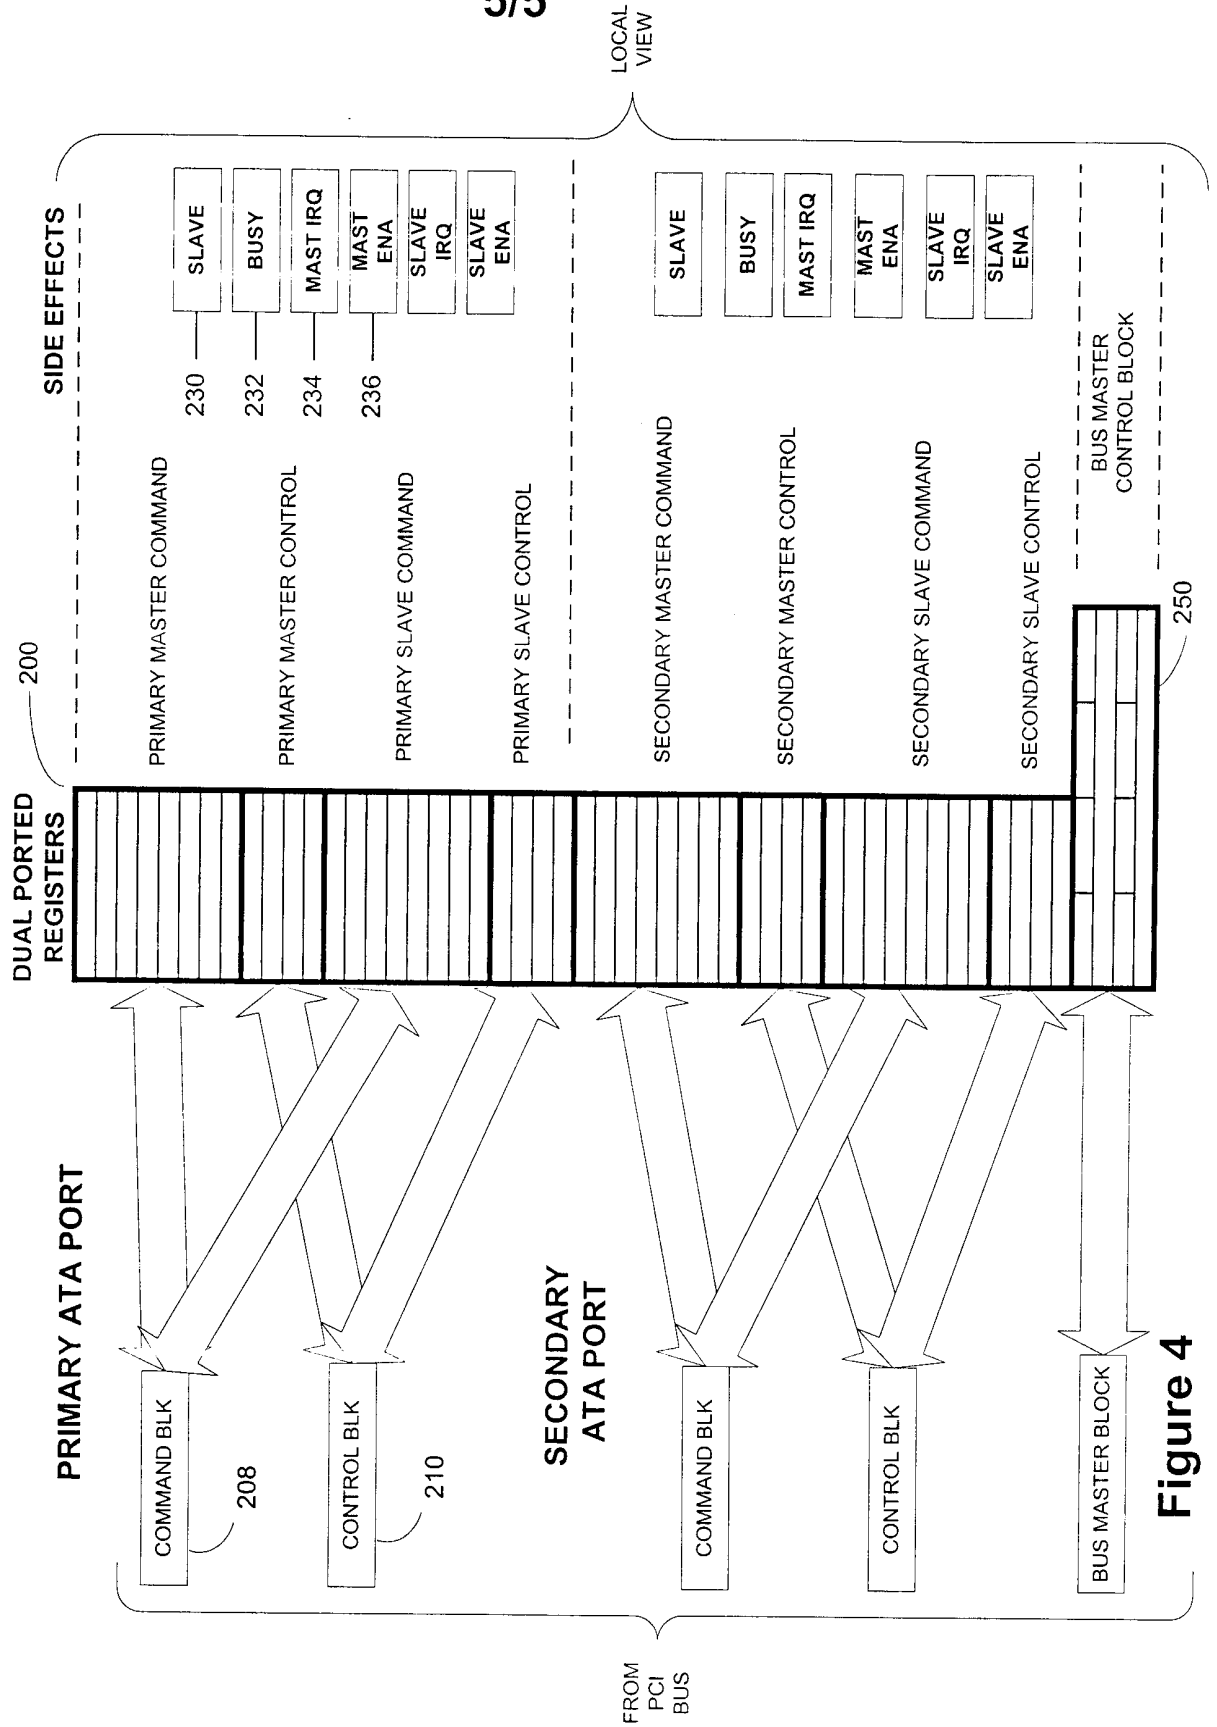 5/5
FROM
PCI
BUS
PRIMARY ATA PORT
COMMAND BLK
208
CONTROL BLK
210
SECONDARY
ATA PORT
COMMAND BLK
CONTROL BLK
BUS MASTER BLOCK
DUAL PORTED
REGISTERS
200
PRIMARY MASTER COMMAND
PRIMARY MASTER CONTROL
PRIMARY SLAVE COMMAND
PRIMARY SLAVE CONTROL
SECONDARY MASTER COMMAND
SECONDARY MASTER CONTROL
SECONDARY SLAVE COMMAND
SECONDARY SLAVE CONTROL
BUS MASTER
CONTROL BLOCK
250
SIDE EFFECTS
230
SLAVE
232
BUSY
234
MAST IRQ
236
MAST
ENA
SLAVE
IRQ
SLAVE
ENA
SLAVE
BUSY
MAST IRQ
MAST
ENA
SLAVE
IRQ
SLAVE
ENA
LOCAL
VIEW
Figure 4